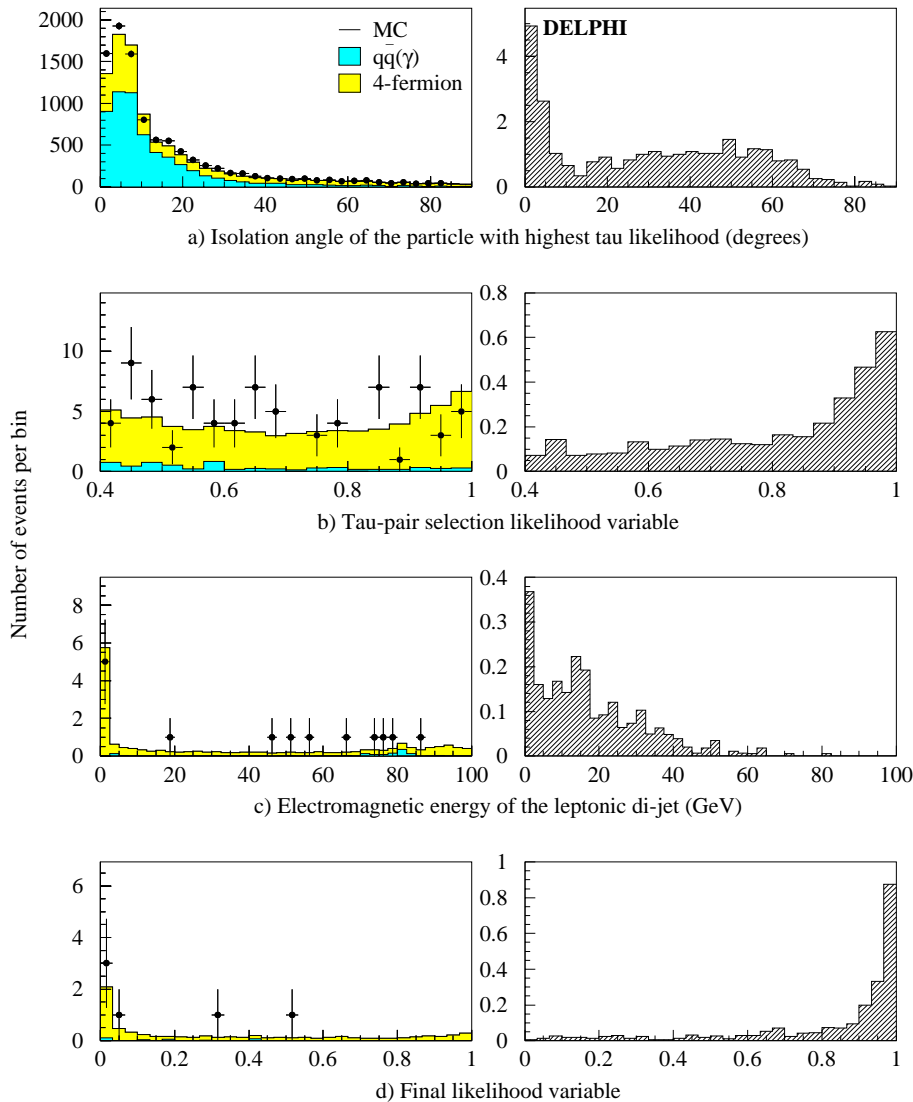 2000
1500
1000
500
0
MC
qq̄(γ)
4-fermion
0 20 40 60 80
DELPHI
4
2
0
0 20 40 60 80
a) Isolation angle of the particle with highest tau likelihood (degrees)
Number of events per bin
10
5
0
0.4 0.6 0.8 1
0.8
0.6
0.4
0.2
0
0.4 0.6 0.8 1
b) Tau-pair selection likelihood variable
8
6
4
2
0
0 20 40 60 80 100
0.4
0.3
0.2
0.1
0
0 20 40 60 80 100
c) Electromagnetic energy of the leptonic di-jet (GeV)
6
4
2
0
0 0.2 0.4 0.6 0.8 1
1
0.8
0.6
0.4
0.2
0
0 0.2 0.4 0.6 0.8 1
d) Final likelihood variable